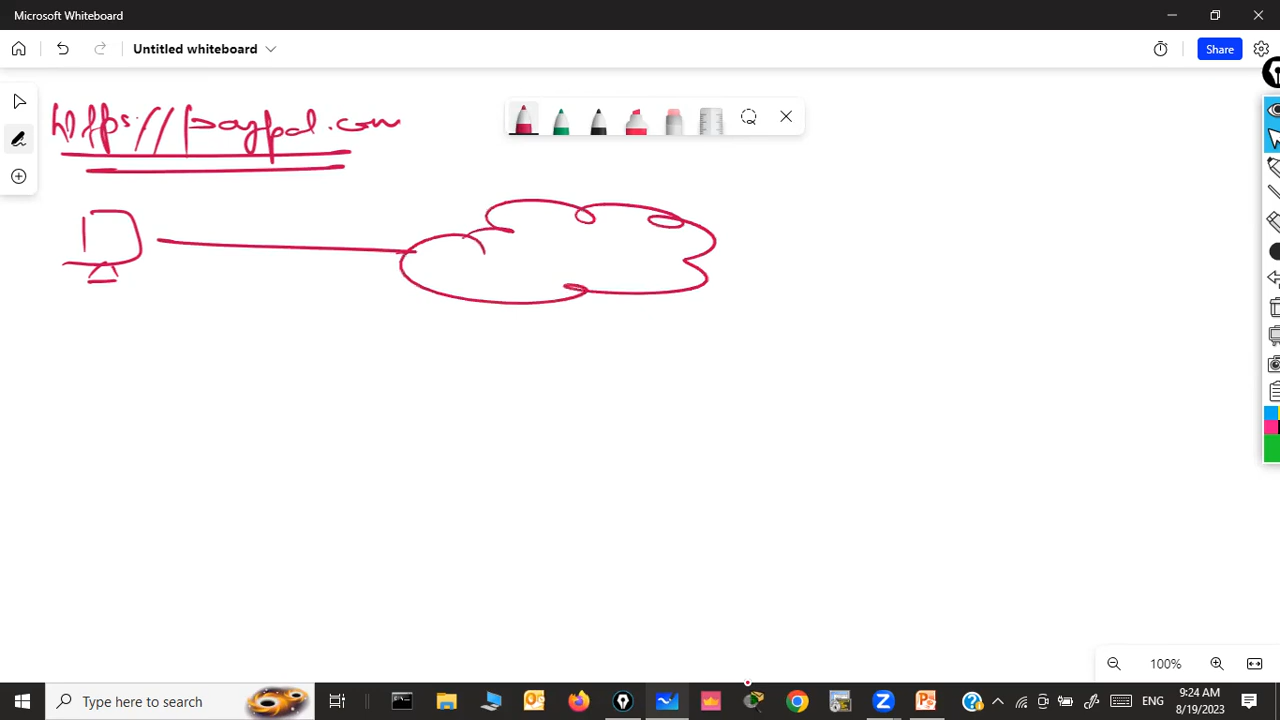 Microsoft Whiteboard
Untitled whiteboard
Share
https://paypal.com
100%
Type here to search
ENG
9:24 AM
8/19/2023